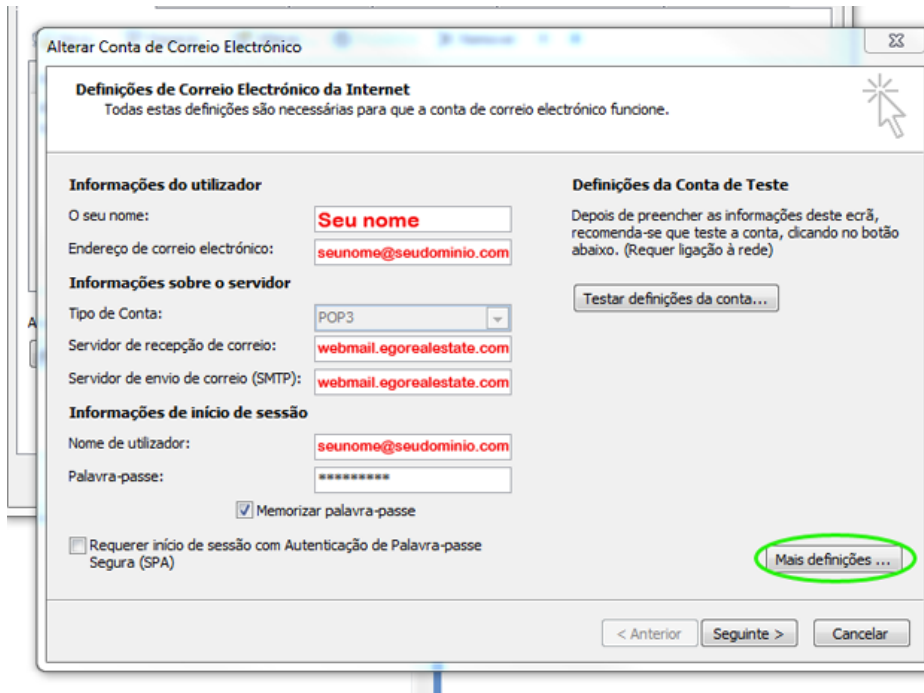 Alterar Conta de Correio Electrónico
Definições de Correio Electrónico da Internet
Todas estas definições são necessárias para que a conta de correio electrónico funcione.
Informações do utilizador
O seu nome:
Seu nome
Endereço de correio electrónico:
seunome@seudominio.com
Informações sobre o servidor
Tipo de Conta:
POP3
Servidor de recepção de correio:
webmail.egorealestate.com
Servidor de envio de correio (SMTP):
webmail.egorealestate.com
Informações de início de sessão
Nome de utilizador:
seunome@seudominio.com
Palavra-passe:
*********
Memorizar palavra-passe
Requerer início de sessão com Autenticação de Palavra-passe
Segura (SPA)
Definições da Conta de Teste
Depois de preencher as informações deste ecrã,
recomenda-se que teste a conta, clicando no botão
abaixo. (Requer ligação à rede)
Testar definições da conta...
Mais definições ...
< Anterior
Seguinte >
Cancelar